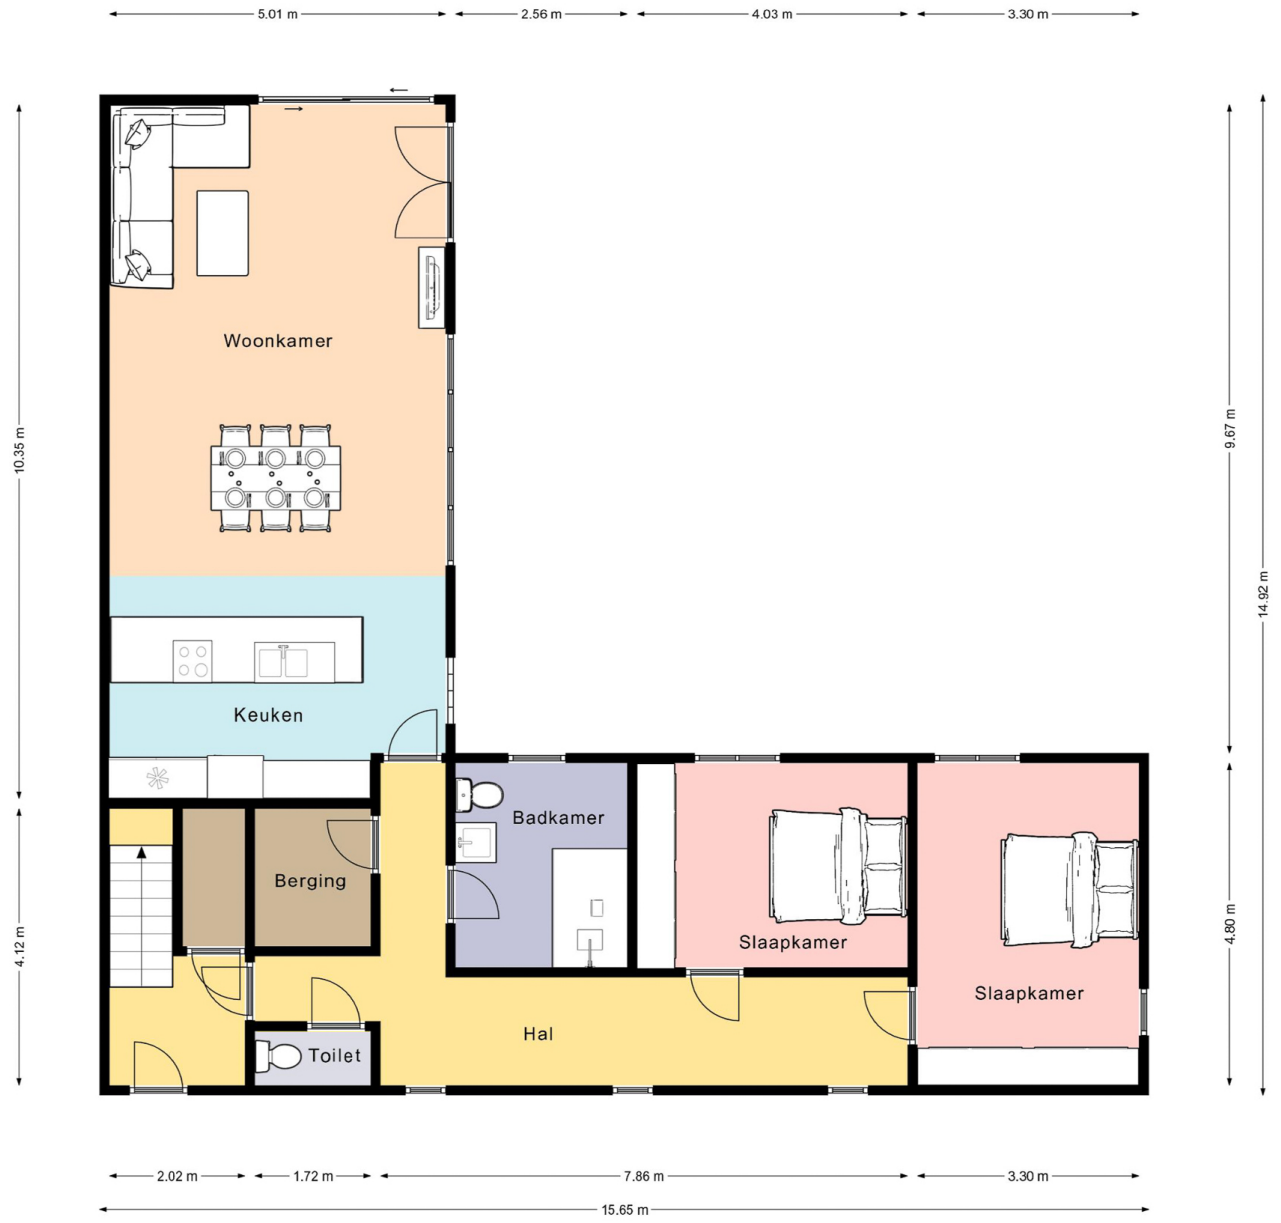 5.01 m
2.56 m
4.03 m
3.30 m
10.35 m
4.12 m
9.67 m
4.80 m
14.92 m
Woonkamer
Keuken
Badkamer
Berging
Slaapkamer
Slaapkamer
Hal
Toilet
2.02 m
1.72 m
7.86 m
3.30 m
15.65 m